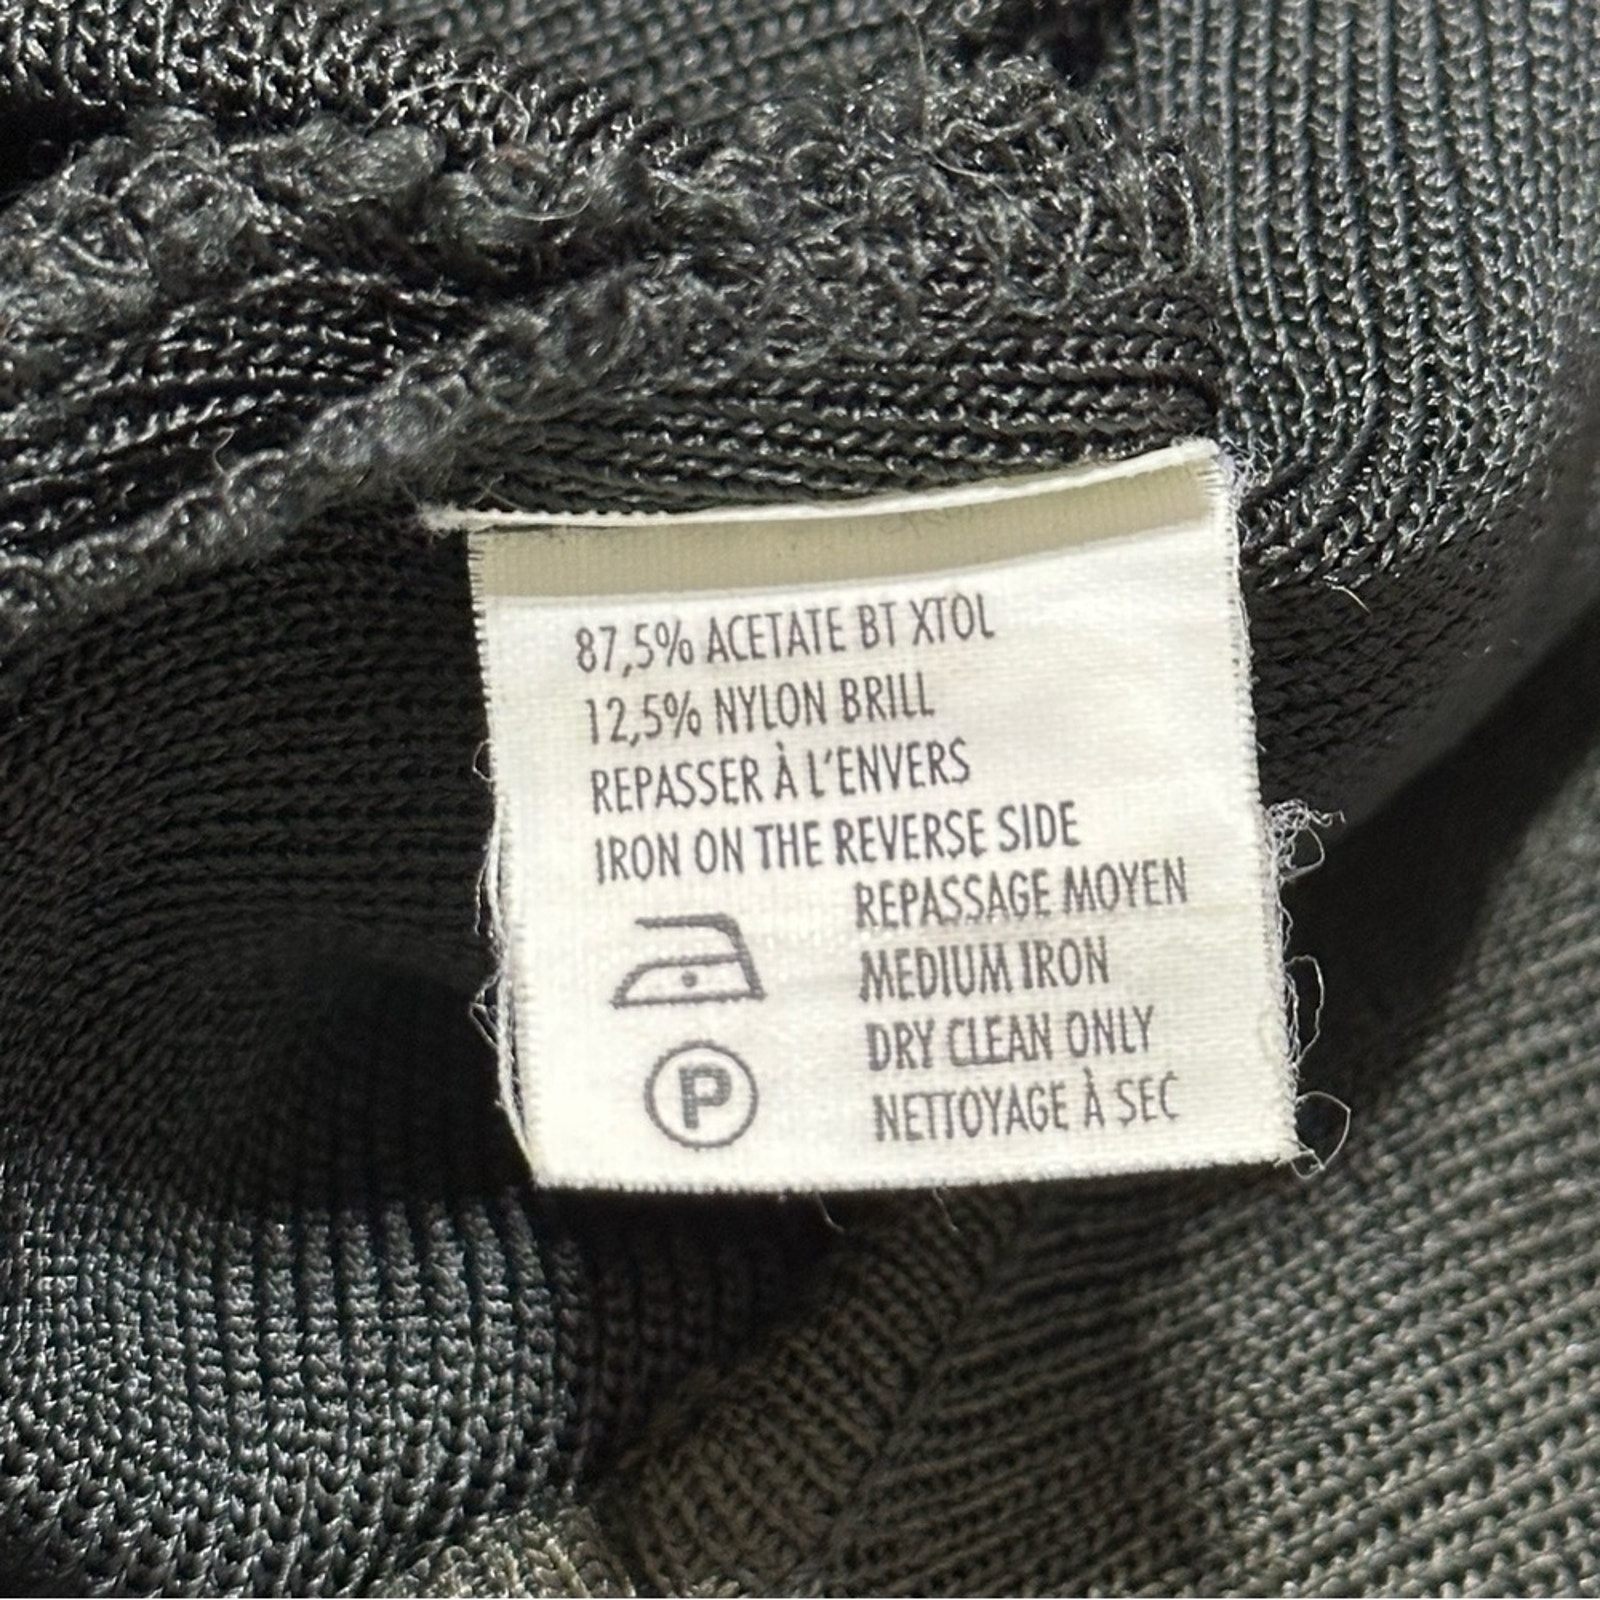 87,5% ACETATE BT XTOL
12,5% NYLON BRILL
REPASSER À L'ENVERS
IRON ON THE REVERSE SIDE
REPASSAGE MOYEN
MEDIUM IRON
DRY CLEAN ONLY
P
NETTOYAGE À SEC